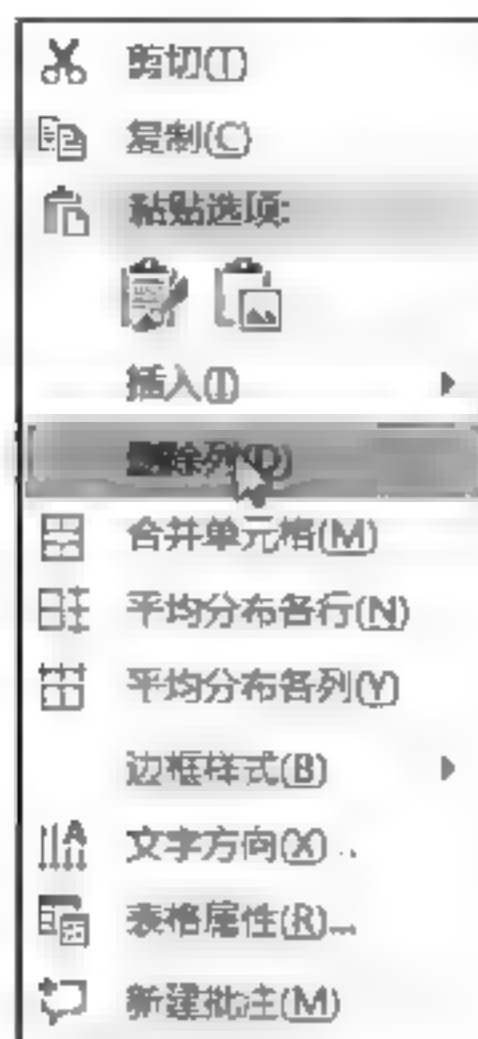 剪切(T)
复制(C)
粘贴选项:
插入(I)
删除列(D)
合并单元格(M)
平均分布各行(N)
平均分布各列(Y)
边框样式(B)
文字方向(X)...
表格属性(R)...
新建批注(M)